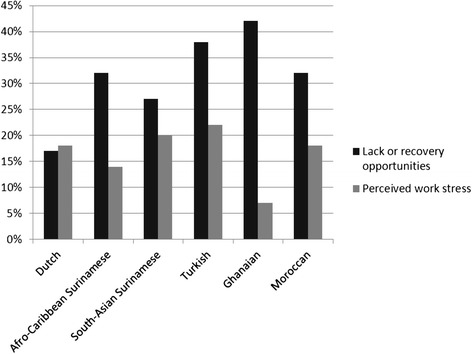 45%
40%
35%
30%
25%
20%
15%
10%
5%
0%
Dutch
Afro-Caribbean Surinamese
South-Asian Surinamese
Turkish
Ghanaian
Moroccan
Lack or recovery
opportunities
Perceived work stress